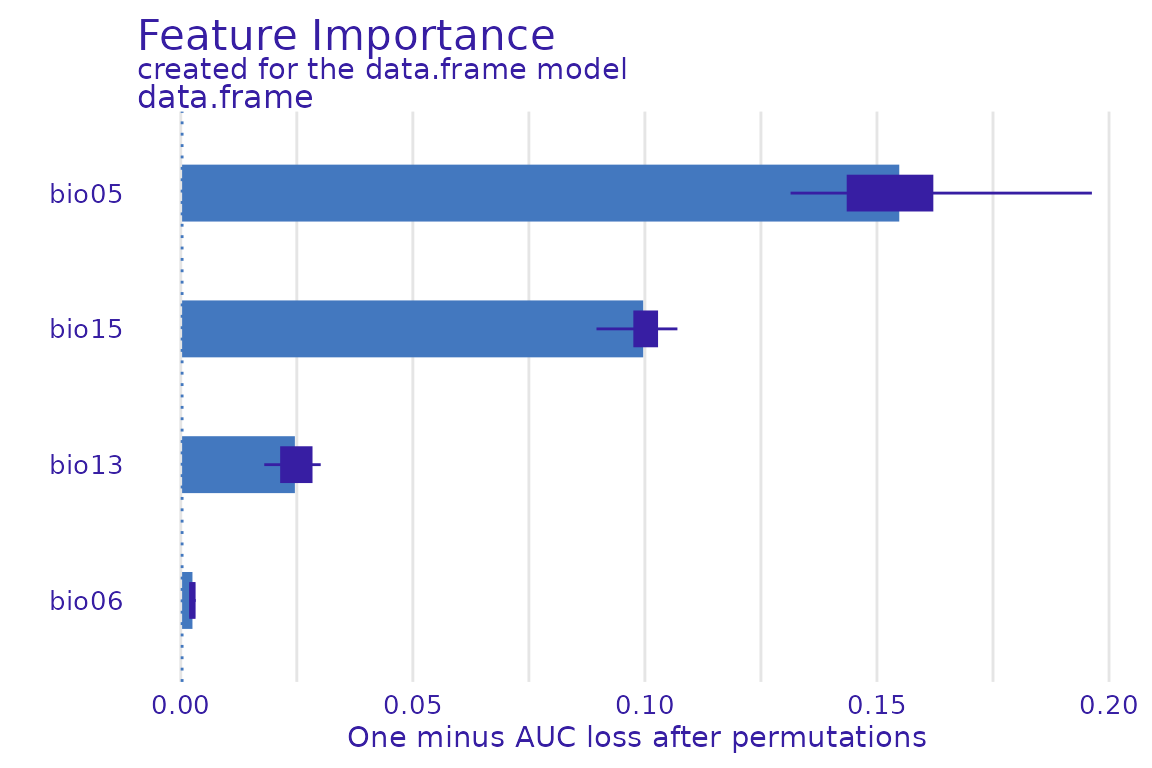 Feature Importance
created for the data.frame model
data.frame
bio05
bio15
bio13
bio06
0.00 0.05 0.10 0.15 0.20
One minus AUC loss after permutations